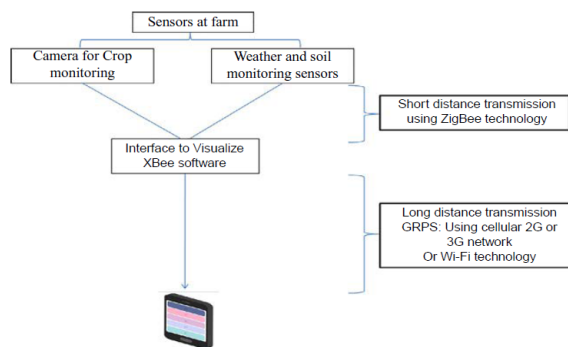 Sensors at farm
Camera for Crop
monitoring
Weather and soil
monitoring sensors
Short distance transmission
using ZigBee technology
Interface to Visualize
XBee software
Long distance transmission
GRPS: Using cellular 2G or
3G network
Or Wi-Fi technology